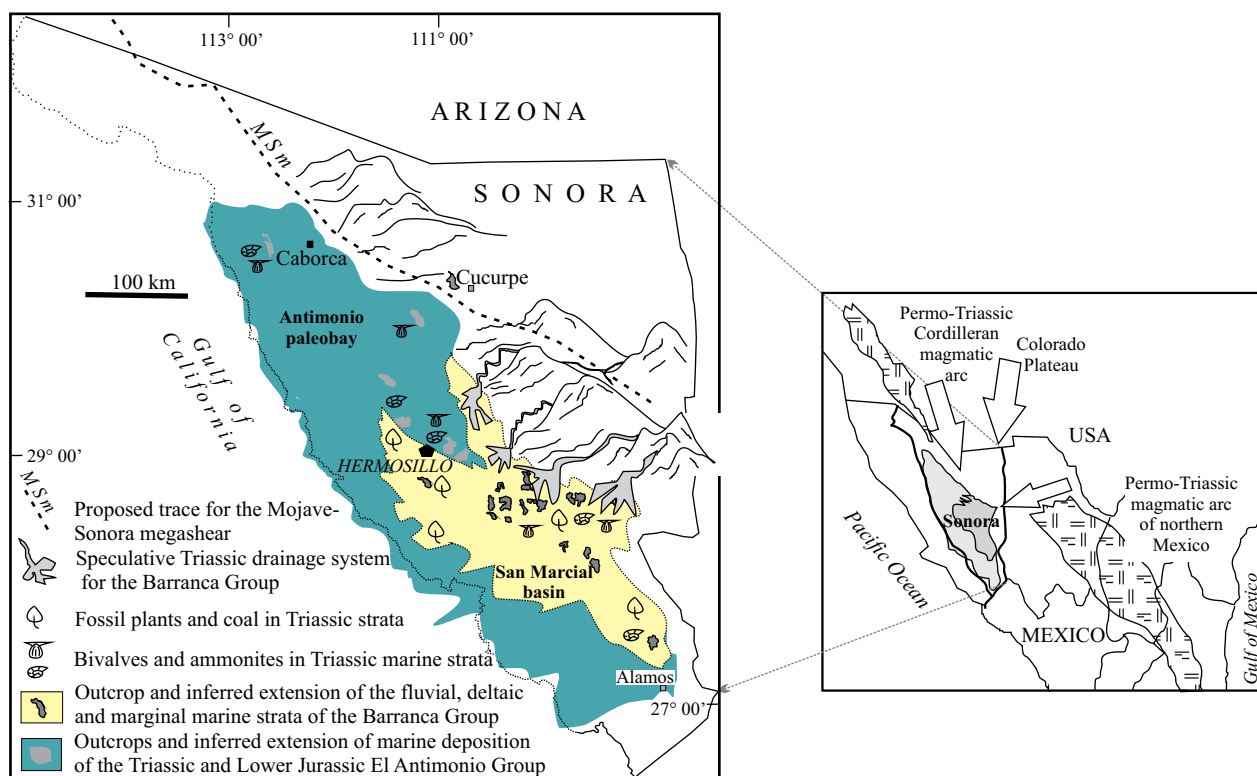 113° 00'
111° 00'
ARIZONA
MSm
SONORA
31° 00'
Caborca
Cucurpe
100 km
Antimonio
paleobay
Gulf of
California
29° 00'
HERMOSILLO
MSm
Proposed trace for the Mojave-
Sonora megashear
Speculative Triassic drainage system
for the Barranca Group
San Marcial
basin
Fossil plants and coal in Triassic strata
Bivalves and ammonites in Triassic marine strata
Alamos
Outcrop and inferred extension of the fluvial, deltaic
and marginal marine strata of the Barranca Group
27° 00'
Outcrops and inferred extension of marine deposition
of the Triassic and Lower Jurassic El Antimonio Group
Permo-Triassic
Cordilleran
magmatic
arc
Colorado
Plateau
USA
Permo-Triassic
magmatic arc
of northern
Mexico
Sonora
Pacific Ocean
MEXICO
Gulf of Mexico